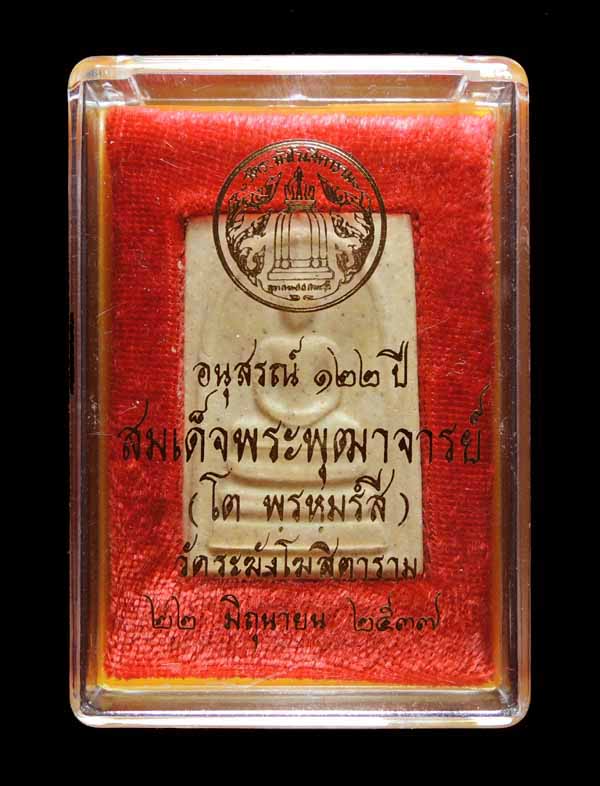 อนุสรณ์ ๑๒๒ ปี
สมเด็จพระพุฒาจารย์
(โต พรหมรํสี)
วัดระฆังโฆสิตาราม
๒๒ มิถุนายน ๒๕๓๗